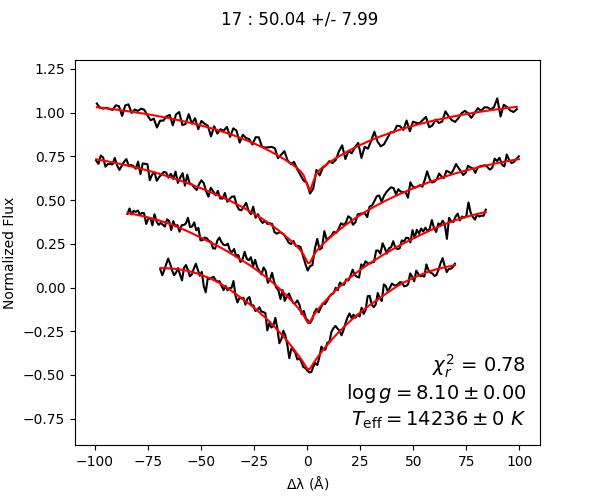 17 : 50.04 +/- 7.99
Normalized Flux
1.25
1.00
0.75
0.50
0.25
0.00
−0.25
−0.50
−0.75
χ²ᵣ = 0.78
log g = 8.10 ± 0.00
T_eff = 14236 ± 0 K
−100 −75 −50 −25 0 25 50 75 100
Δλ (Å)